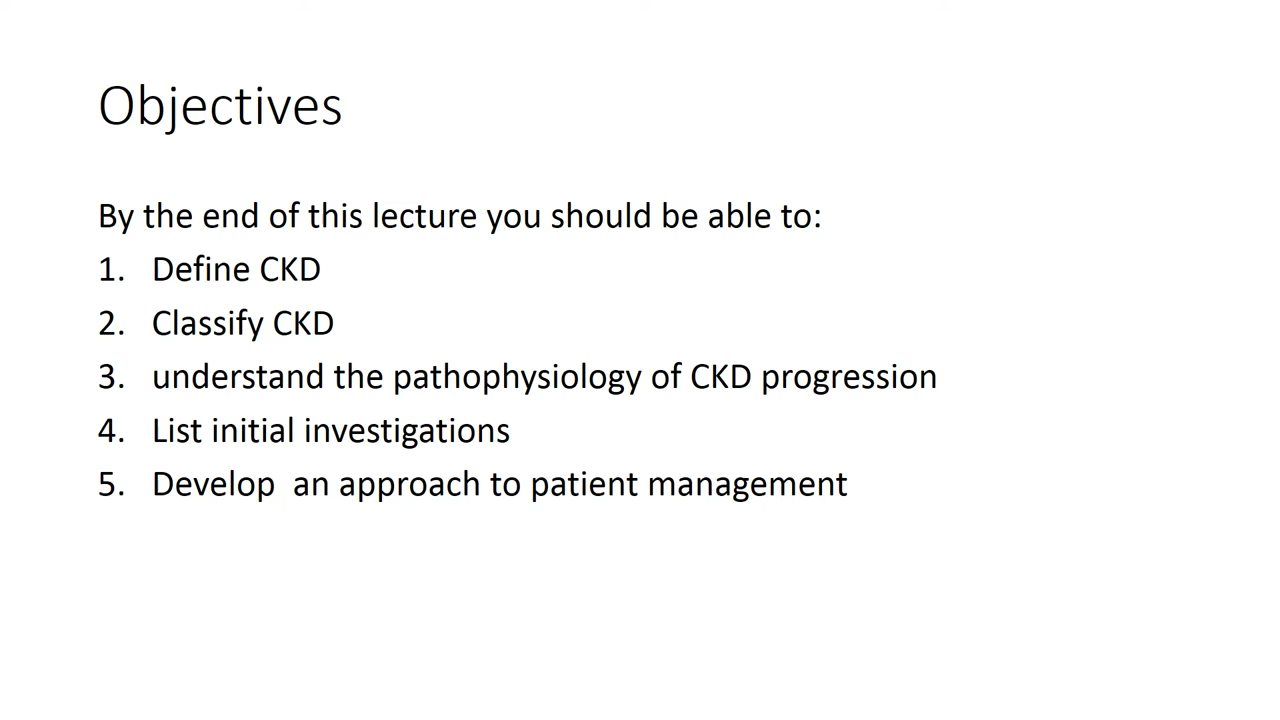 Objectives
By the end of this lecture you should be able to:
1. Define CKD
2. Classify CKD
3. understand the pathophysiology of CKD progression
4. List initial investigations
5. Develop  an approach to patient management